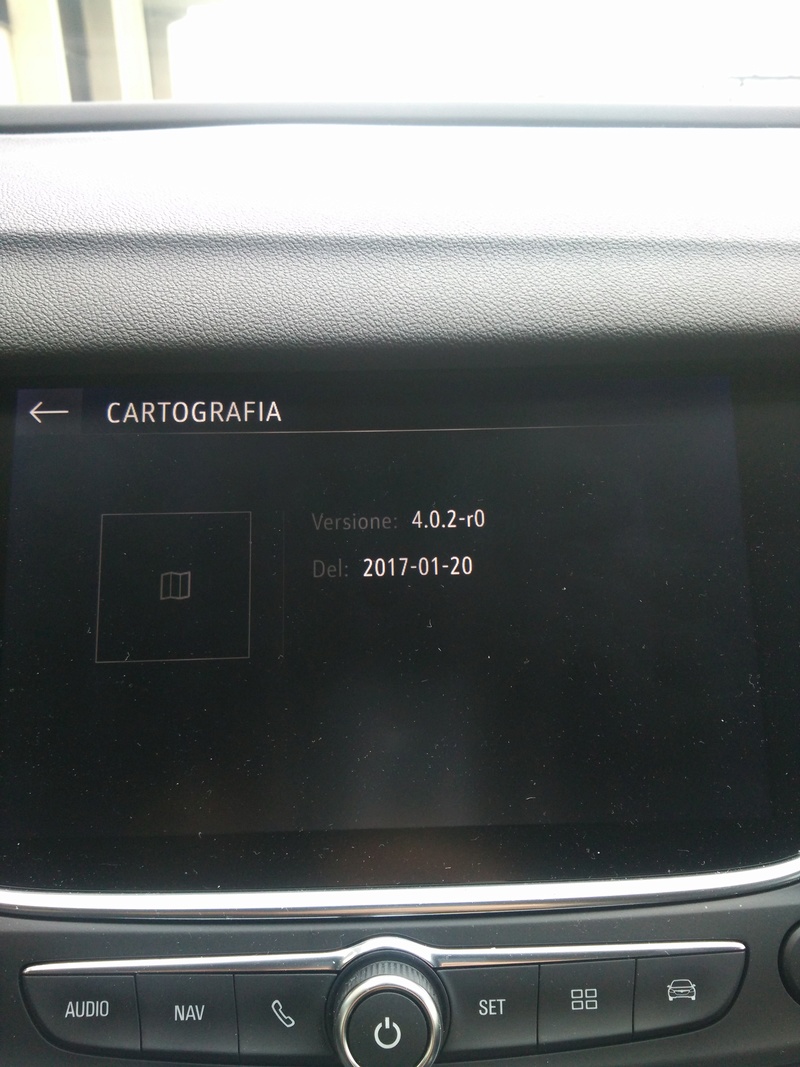 CARTOGRAFIA
Versione: 4.0.2-r0
Del: 2017-01-20
AUDIO NAV SET